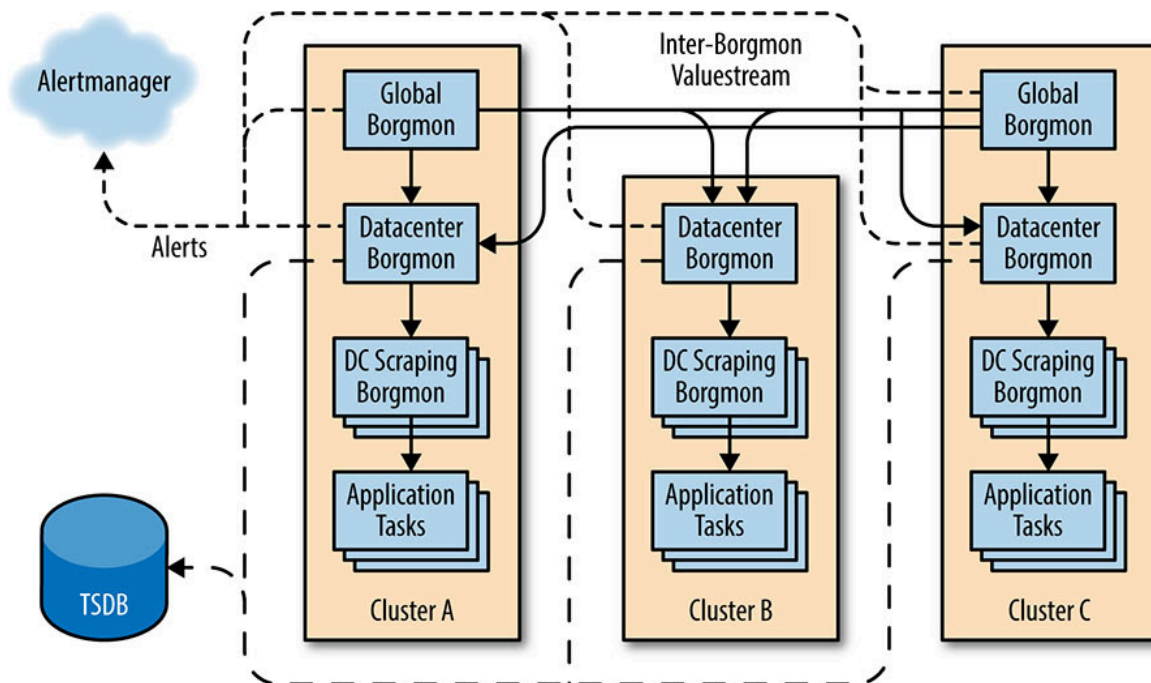 Alertmanager
Alerts
TSDB
Inter-Borgmon
Valuestream
Global
Borgmon
Datacenter
Borgmon
DC Scraping
Borgmon
Application
Tasks
Cluster A
Datacenter
Borgmon
DC Scraping
Borgmon
Application
Tasks
Cluster B
Global
Borgmon
Datacenter
Borgmon
DC Scraping
Borgmon
Application
Tasks
Cluster C